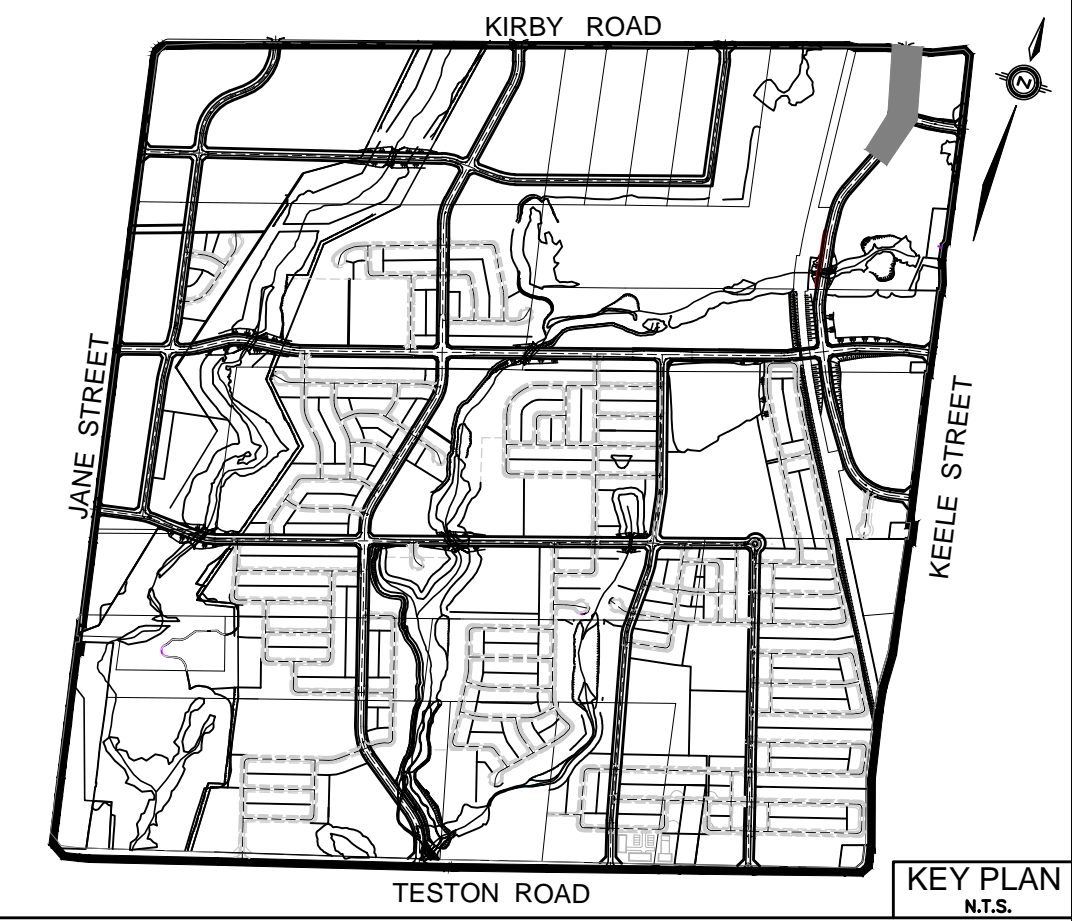 KIRBY ROAD
N
JANE STREET
KEELE STREET
TESTON ROAD
KEY PLAN
N.T.S.